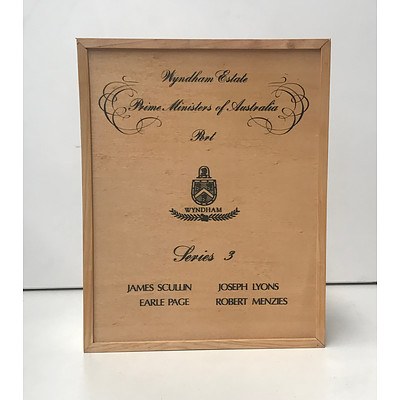 Wyndham Estate
Prime Ministers of Australia
Port
WYNDHAM
Series 3
JAMES SCULLIN JOSEPH LYONS
EARLE PAGE ROBERT MENZIES